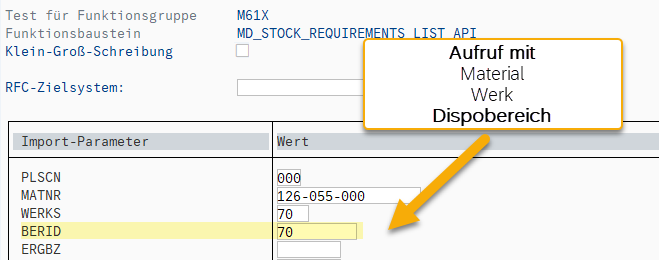 Test für Funktionsgruppe M61X
Funktionsbaustein MD_STOCK_REQUIREMENTS_LIST_API
Klein-Groß-Schreibung
RFC-Zielsystem:
Aufruf mit
Material
Werk
Dispobereich
Import-Parameter Wert
PLSCN 000
MATNR 126-055-000
WERKS 70
BERID 70
ERGBZ